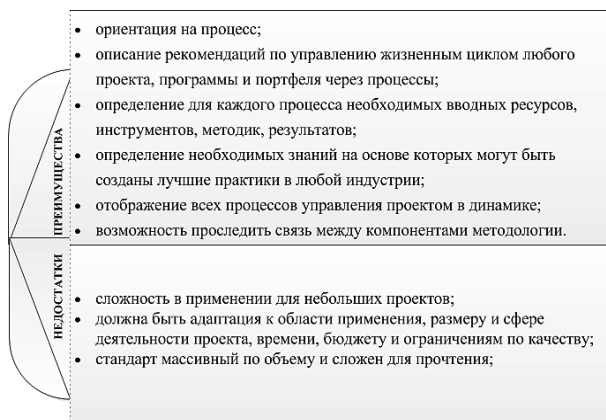 ПРЕИМУЩЕСТВА
• ориентация на процесс;
• описание рекомендаций по управлению жизненным циклом любого
проекта, программы и портфеля через процессы;
• определение для каждого процесса необходимых вводных ресурсов,
инструментов, методик, результатов;
• определение необходимых знаний на основе которых могут быть
созданы лучшие практики в любой индустрии;
• отображение всех процессов управления проектом в динамике;
• возможность проследить связь между компонентами методологии.
НЕДОСТАТКИ
• сложность в применении для небольших проектов;
• должна быть адаптация к области применения, размеру и сфере
деятельности проекта, времени, бюджету и ограничениям по качеству;
• стандарт массивный по объему и сложен для прочтения;